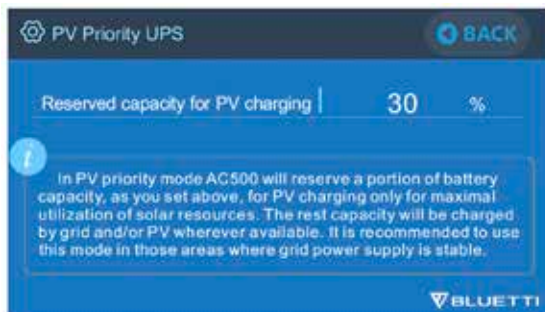 PV Priority UPS
BACK
Reserved capacity for PV charging 30 %
i
In PV priority mode AC500 will reserve a portion of battery
capacity, as you set above, for PV charging only for maximal
utilization of solar resources. The rest capacity will be charged
by grid and/or PV wherever available. It is recommended to use
this mode in those areas where grid power supply is stable.
BLUETTI